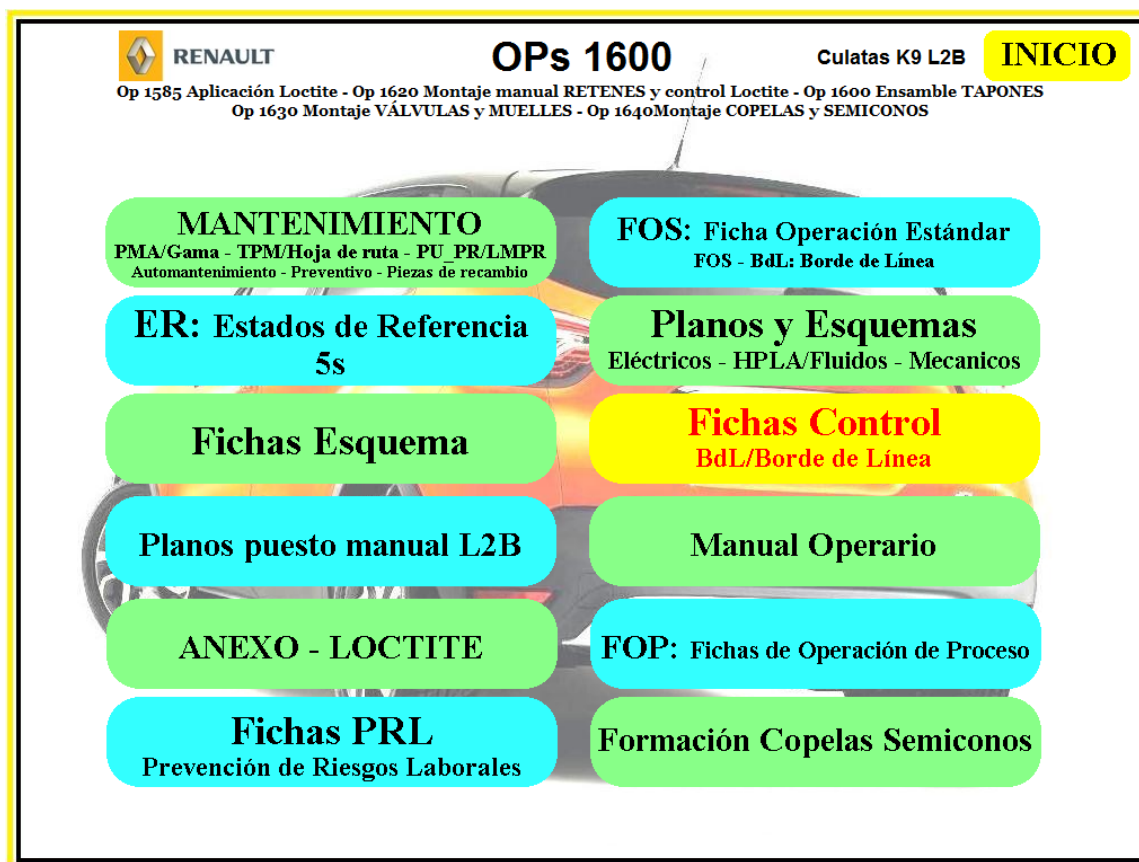 RENAULT
OPs 1600
Culatas K9 L2B
INICIO
Op 1585 Aplicación Loctite - Op 1620 Montaje manual RETENES y control Loctite - Op 1600 Ensamble TAPONES
Op 1630 Montaje VÁLVULAS y MUELLES - Op 1640Montaje COPELAS y SEMICONOS
MANTENIMIENTO
PMA/Gama - TPM/Hoja de ruta - PU_PR/LMPR
Automantenimiento - Preventivo - Piezas de recambio
FOS: Ficha Operación Estándar
FOS - BdL: Borde de Línea
ER: Estados de Referencia
5s
Planos y Esquemas
Eléctricos - HPLA/Fluidos - Mecanicos
Fichas Esquema
Fichas Control
BdL/Borde de Línea
Planos puesto manual L2B
Manual Operario
ANEXO - LOCTITE
FOP: Fichas de Operación de Proceso
Fichas PRL
Prevención de Riesgos Laborales
Formación Copelas Semiconos